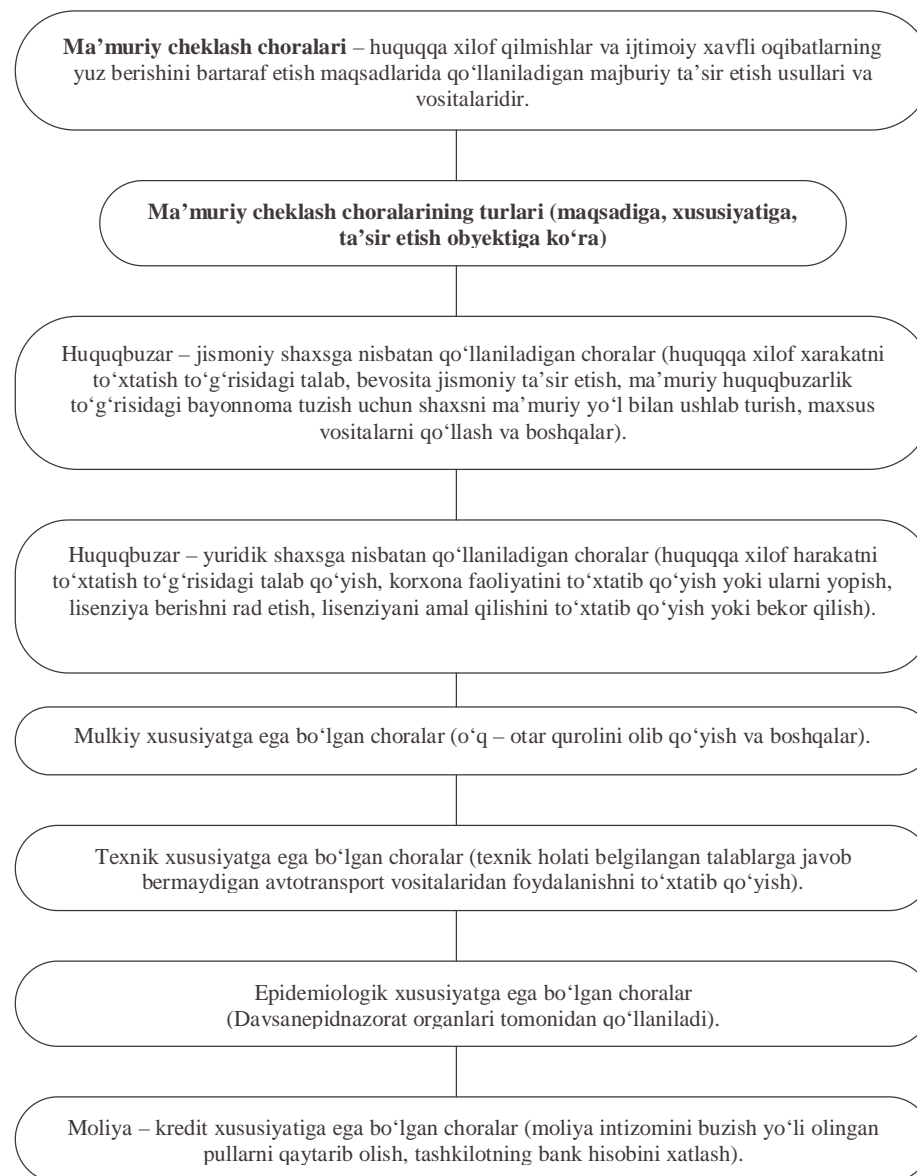 Ma’muriy cheklash choralari – huquqqa xilof qilmishlar va ijtimoiy xavfli oqibatlarning
yuz berishini bartaraf etish maqsadlarida qo‘llaniladigan majburiy ta’sir etish usullari va
vositalaridir.
Ma’muriy cheklash choralarining turlari (maqsadiga, xususiyatiga,
ta’sir etish obyektiga ko‘ra)
Huquqbuzar – jismoniy shaxsga nisbatan qo‘llaniladigan choralar (huquqqa xilof xarakatni
to‘xtatish to‘g‘risidagi talab, bevosita jismoniy ta’sir etish, ma’muriy huquqbuzarlik
to‘g‘risidagi bayonnoma tuzish uchun shaxsni ma’muriy yo‘l bilan ushlab turish, maxsus
vositalarni qo‘llash va boshqalar).
Huquqbuzar – yuridik shaxsga nisbatan qo‘llaniladigan choralar (huquqqa xilof harakatni
to‘xtatish to‘g‘risidagi talab qo‘yish, korxona faoliyatini to‘xtatib qo‘yish yoki ularni yopish,
lisenziya berishni rad etish, lisenziyani amal qilishini to‘xtatib qo‘yish yoki bekor qilish).
Mulkiy xususiyatga ega bo‘lgan choralar (o‘q – otar qurolini olib qo‘yish va boshqalar).
Texnik xususiyatga ega bo‘lgan choralar (texnik holati belgilangan talablarga javob
bermaydigan avtotransport vositalaridan foydalanishni to‘xtatib qo‘yish).
Epidemiologik xususiyatga ega bo‘lgan choralar
(Davsanepidnazorat organlari tomonidan qo‘llaniladi).
Moliya – kredit xususiyatiga ega bo‘lgan choralar (moliya intizomini buzish yo‘li olingan
pullarni qaytarib olish, tashkilotning bank hisobini xatlash).